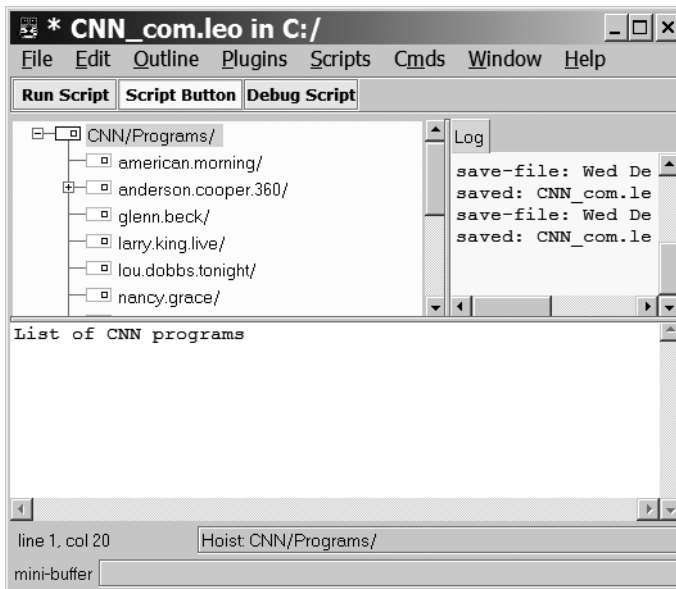 * CNN_com.leo in C:/
File Edit Outline Plugins Scripts Cmds Window Help
Run Script Script Button Debug Script
CNN/Programs/
american.morning/
anderson.cooper.360/
glenn.beck/
larry.king.live/
lou.dobbs.tonight/
nancy.grace/
Log
save-file: Wed De
saved: CNN_com.le
save-file: Wed De
saved: CNN_com.le
List of CNN programs
line 1, col 20
Hoist: CNN/Programs/
mini-buffer